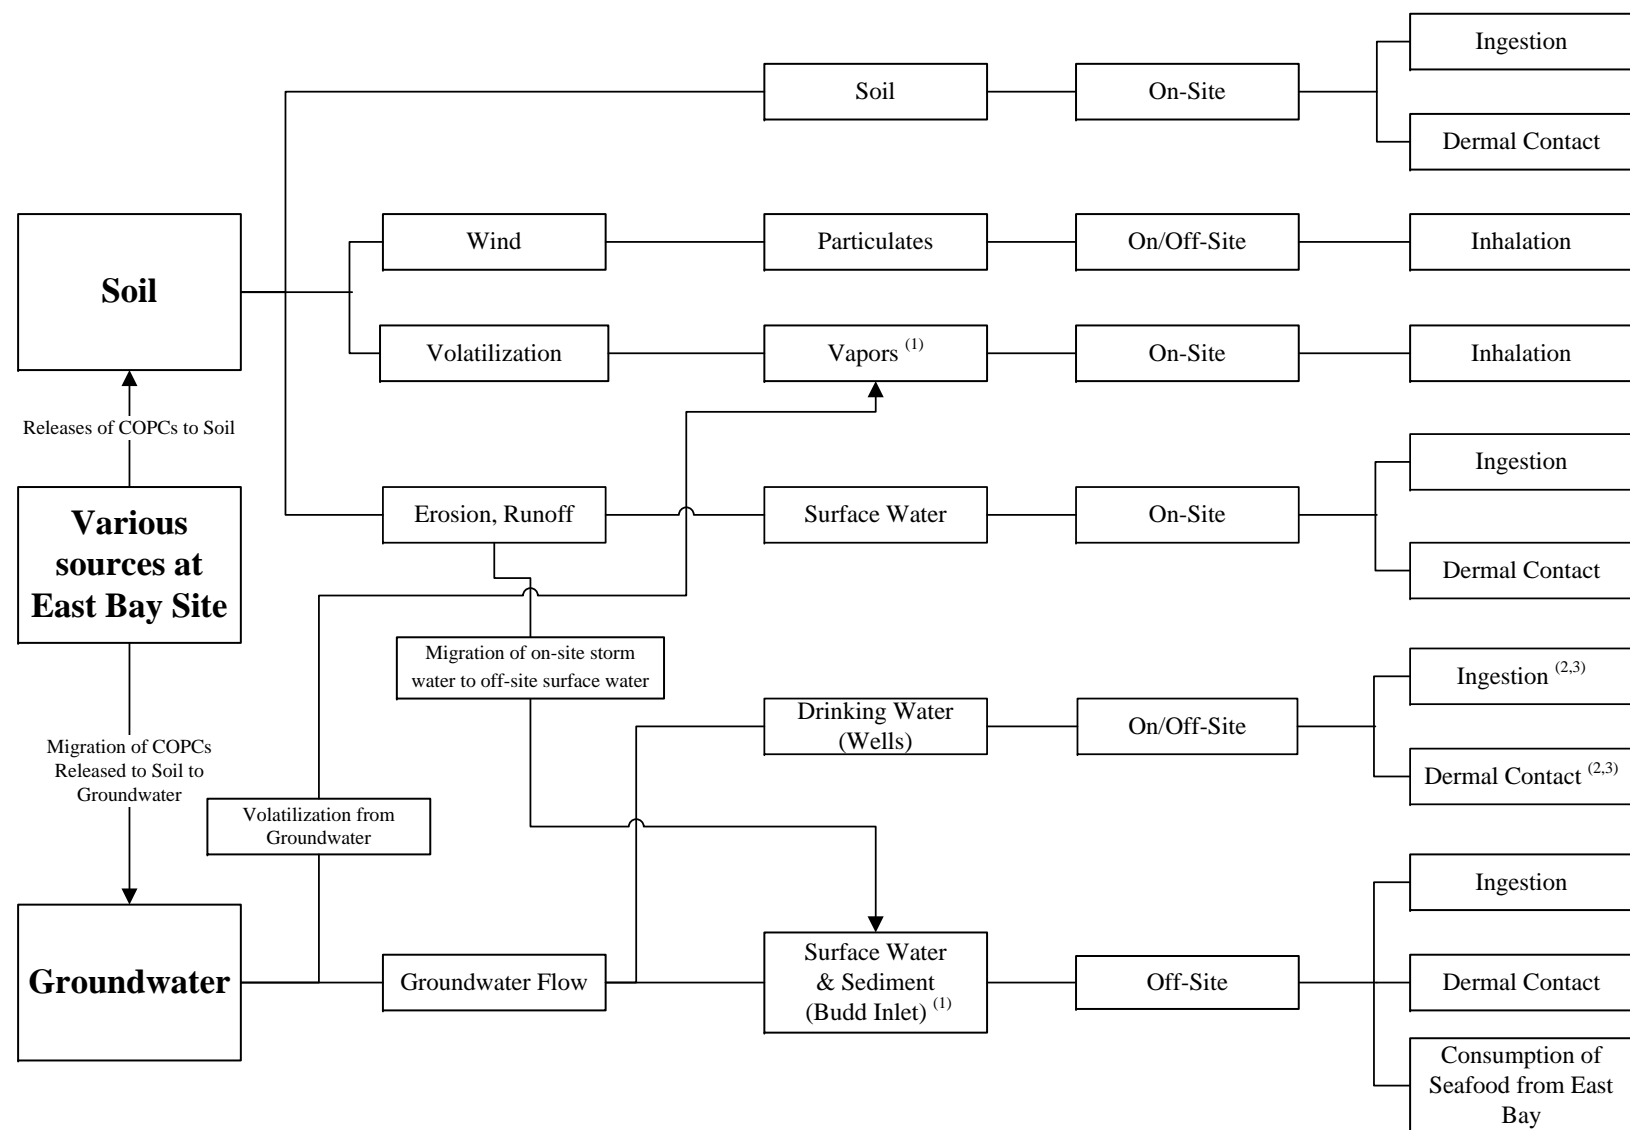 Ingestion
Soil
On-Site
Dermal Contact
Wind
Particulates
On/Off-Site
Inhalation
Soil
Volatilization
Vapors (1)
On-Site
Inhalation
Releases of COPCs to Soil
Ingestion
Various
sources at
East Bay Site
Erosion, Runoff
Surface Water
On-Site
Dermal Contact
Migration of on-site storm
water to off-site surface water
Ingestion (2,3)
Drinking Water
(Wells)
On/Off-Site
Dermal Contact (2,3)
Migration of COPCs
Released to Soil to
Groundwater
Volatilization from
Groundwater
Ingestion
Groundwater
Groundwater Flow
Surface Water
& Sediment
(Budd Inlet) (1)
Off-Site
Dermal Contact
Consumption of
Seafood from East
Bay